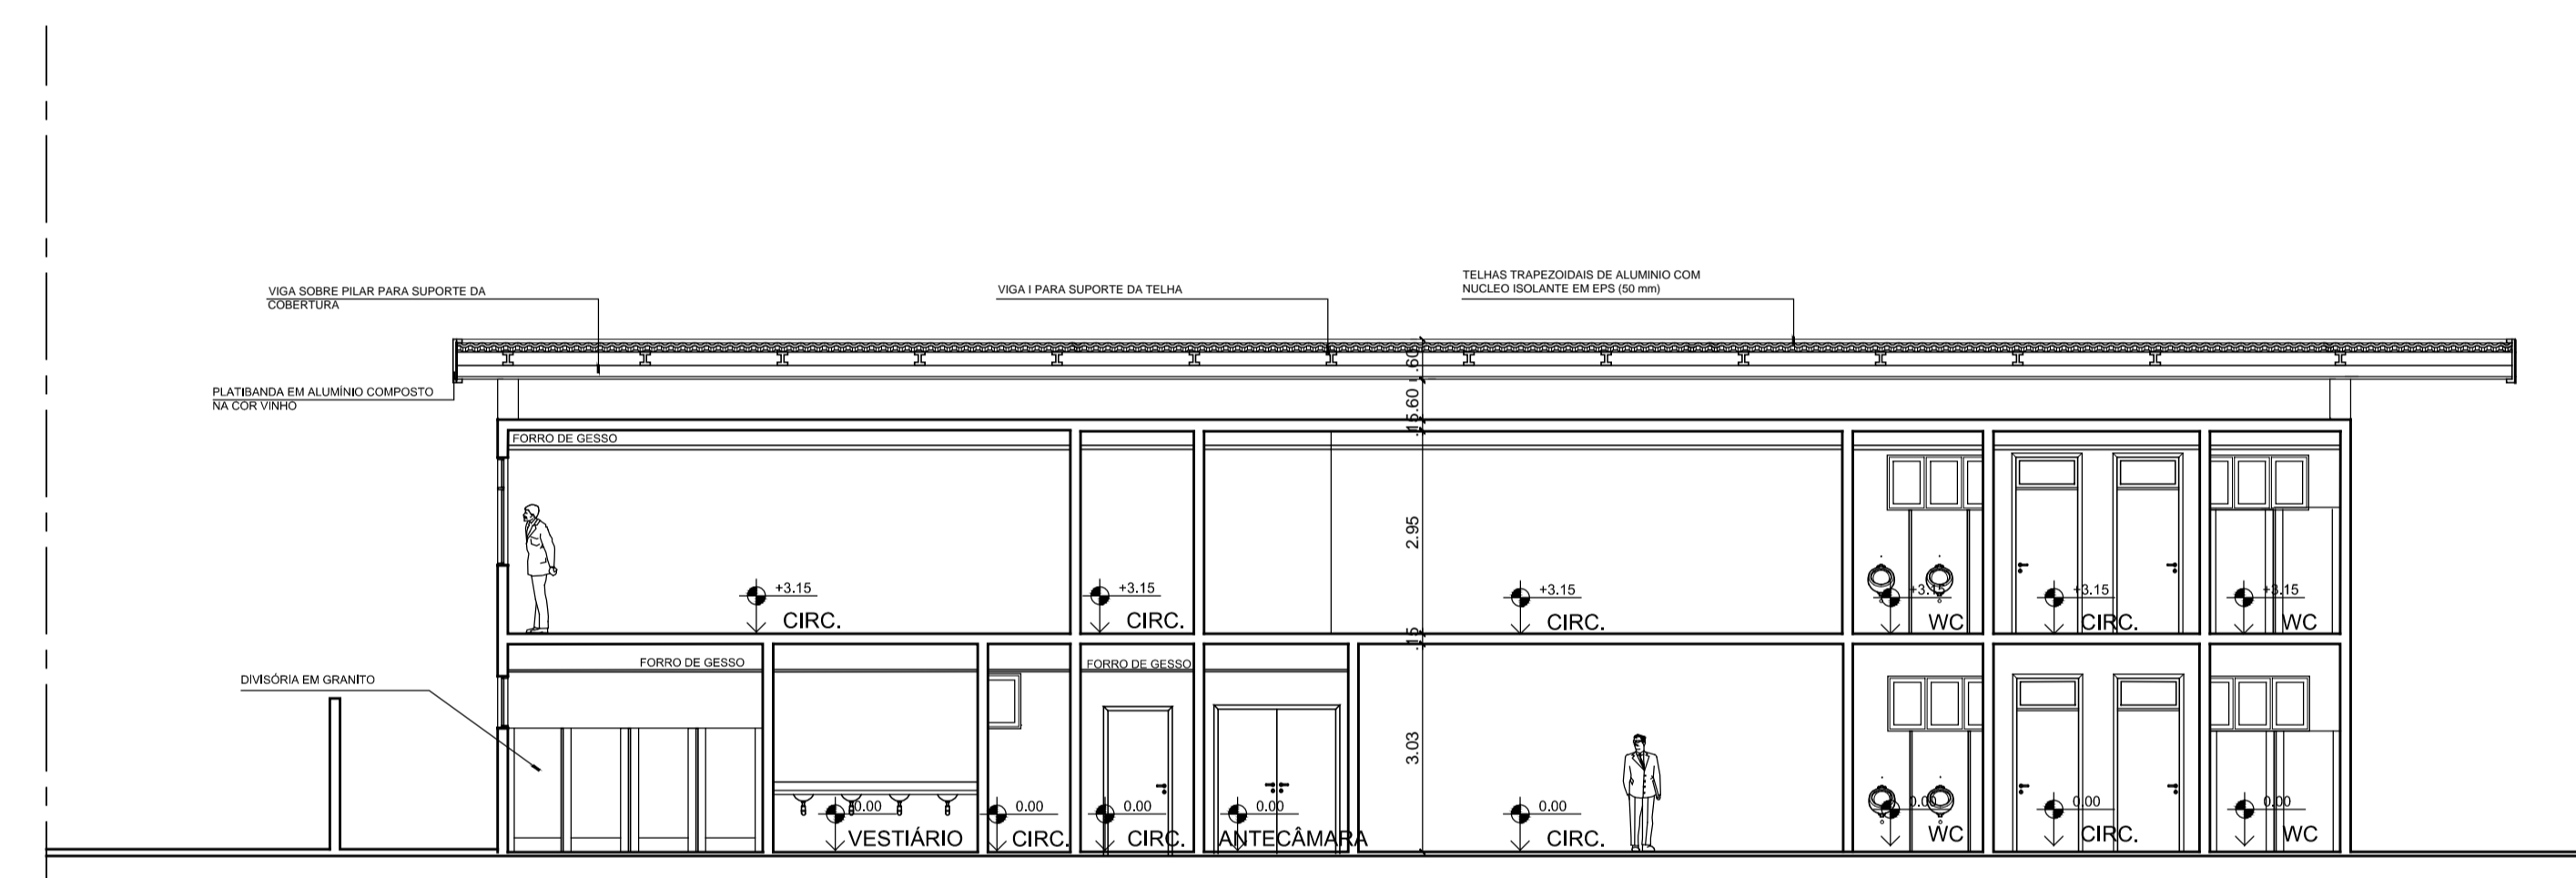 TELHAS TRAPEZOIDAIS DE ALUMINIO COM
NUCLEO ISOLANTE EM EPS (50 mm)
VIGA SOBRE PILAR PARA SUPORTE DA
COBERTURA
VIGA I PARA SUPORTE DA TELHA
PLATIBANDA EM ALUMÍNIO COMPOSTO
NA COR VINHO
.60
.60
.15
FORRO DE GESSO
2.95
+3.15
CIRC.
+3.15
CIRC.
+3.15
CIRC.
+3.15
WC
+3.15
CIRC.
+3.15
WC
.15
FORRO DE GESSO
FORRO DE GESSO
DIVISÓRIA EM GRANITO
3.03
0.00
VESTIÁRIO
0.00
CIRC.
0.00
CIRC.
0.00
ANTECÂMARA
0.00
CIRC.
0.00
WC
0.00
CIRC.
0.00
WC